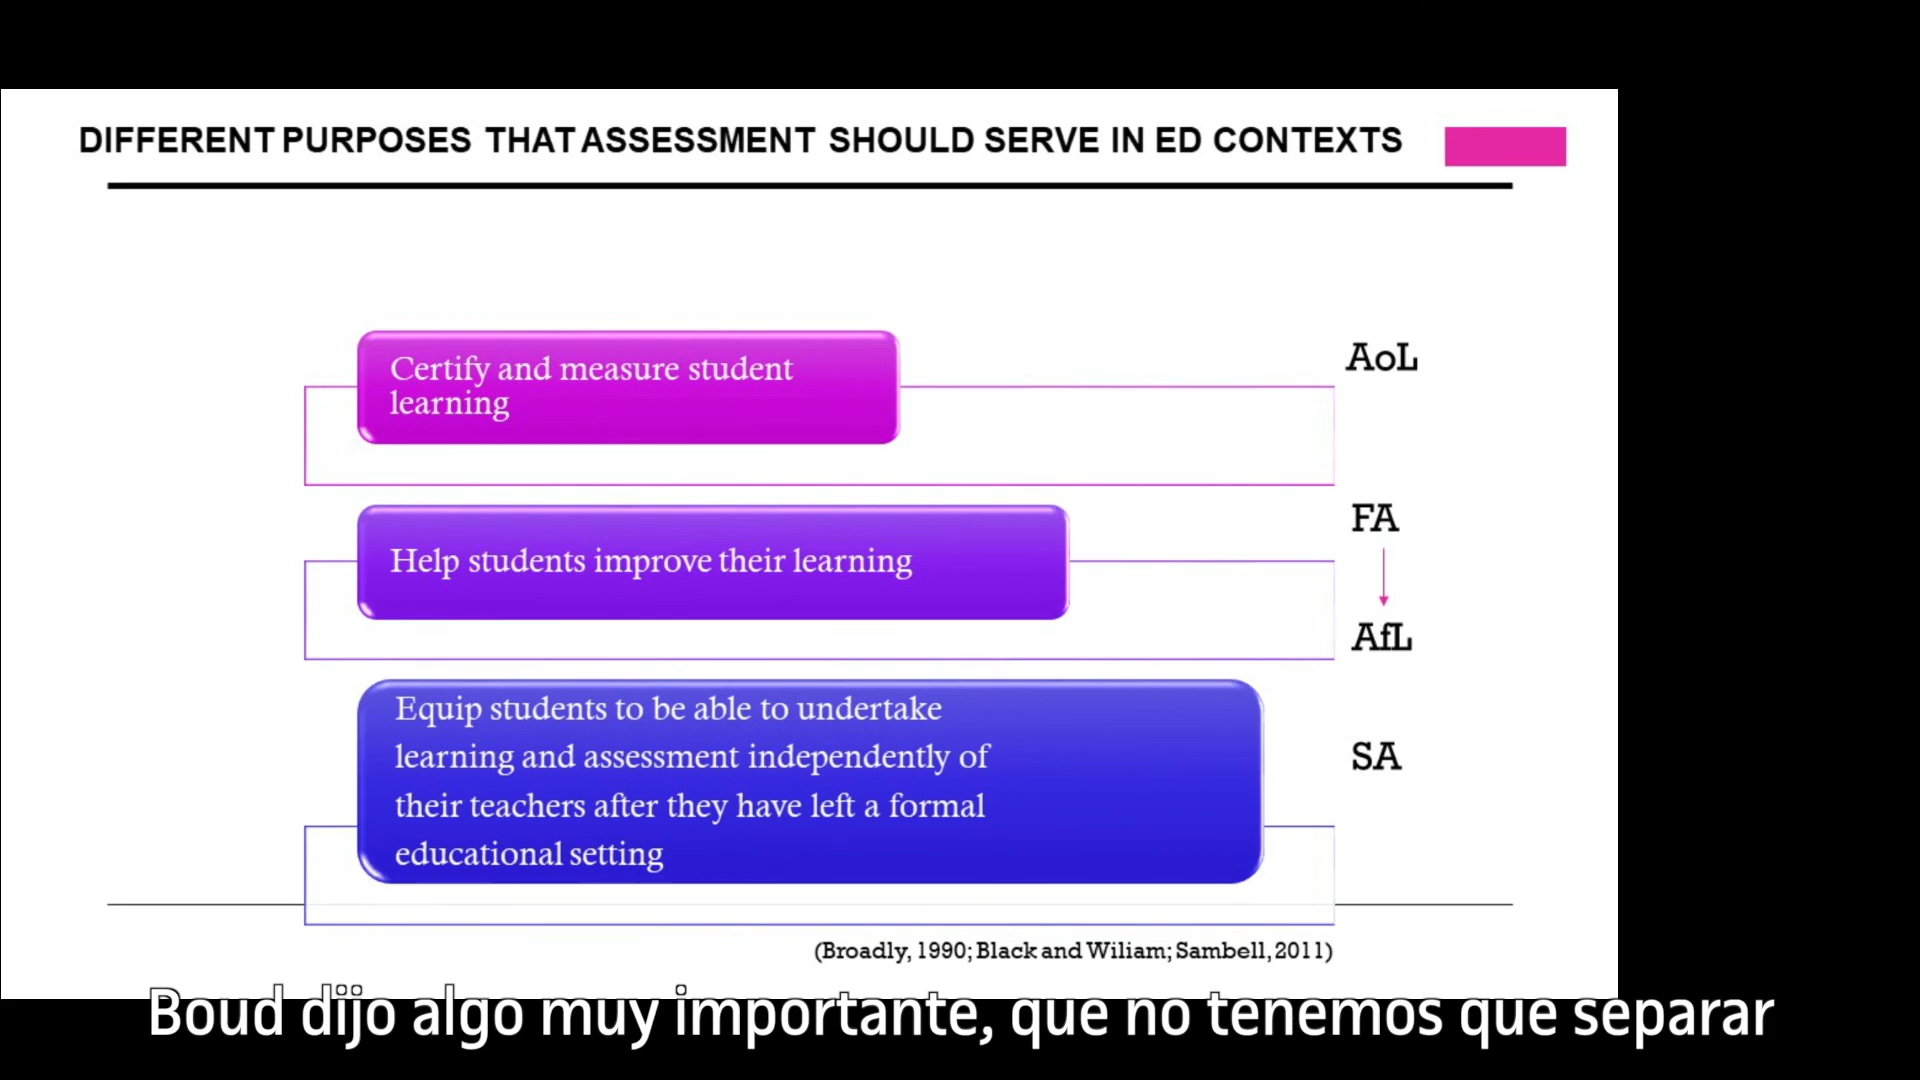 DIFFERENT PURPOSES THAT ASSESSMENT SHOULD SERVE IN ED CONTEXTS
Certify and measure student
learning
AoL
FA
Help students improve their learning
AfL
Equip students to be able to undertake
learning and assessment independently of
their teachers after they have left a formal
educational setting
SA
(Broadly, 1990; Black and Wiliam; Sambell, 2011)
Boud dijo algo muy importante, que no tenemos que separar